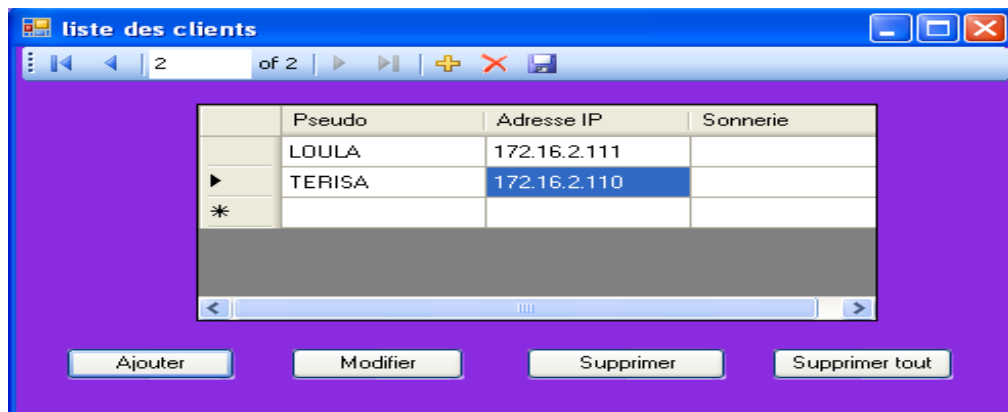 liste des clients
2 of 2
Pseudo Adresse IP Sonnerie
LOULA 172.16.2.111
TERISA 172.16.2.110
Ajouter Modifier Supprimer Supprimer tout